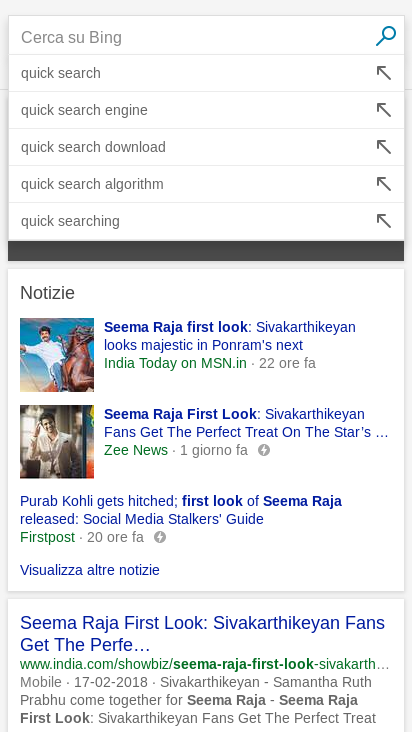 Cerca su Bing
quick search
quick search engine
quick search download
quick search algorithm
quick searching
Notizie
Seema Raja first look: Sivakarthikeyan
looks majestic in Ponram's next
India Today on MSN.in · 22 ore fa
Seema Raja First Look: Sivakarthikeyan
Fans Get The Perfect Treat On The Star's ...
Zee News · 1 giorno fa
Purab Kohli gets hitched; first look of Seema Raja
released: Social Media Stalkers' Guide
Firstpost · 20 ore fa
Visualizza altre notizie
Seema Raja First Look: Sivakarthikeyan Fans
Get The Perfe…
www.india.com/showbiz/seema-raja-first-look-sivakarth…
Mobile · 17-02-2018 · Sivakarthikeyan - Samantha Ruth
Prabhu come together for Seema Raja - Seema Raja
First Look: Sivakarthikeyan Fans Get The Perfect Treat